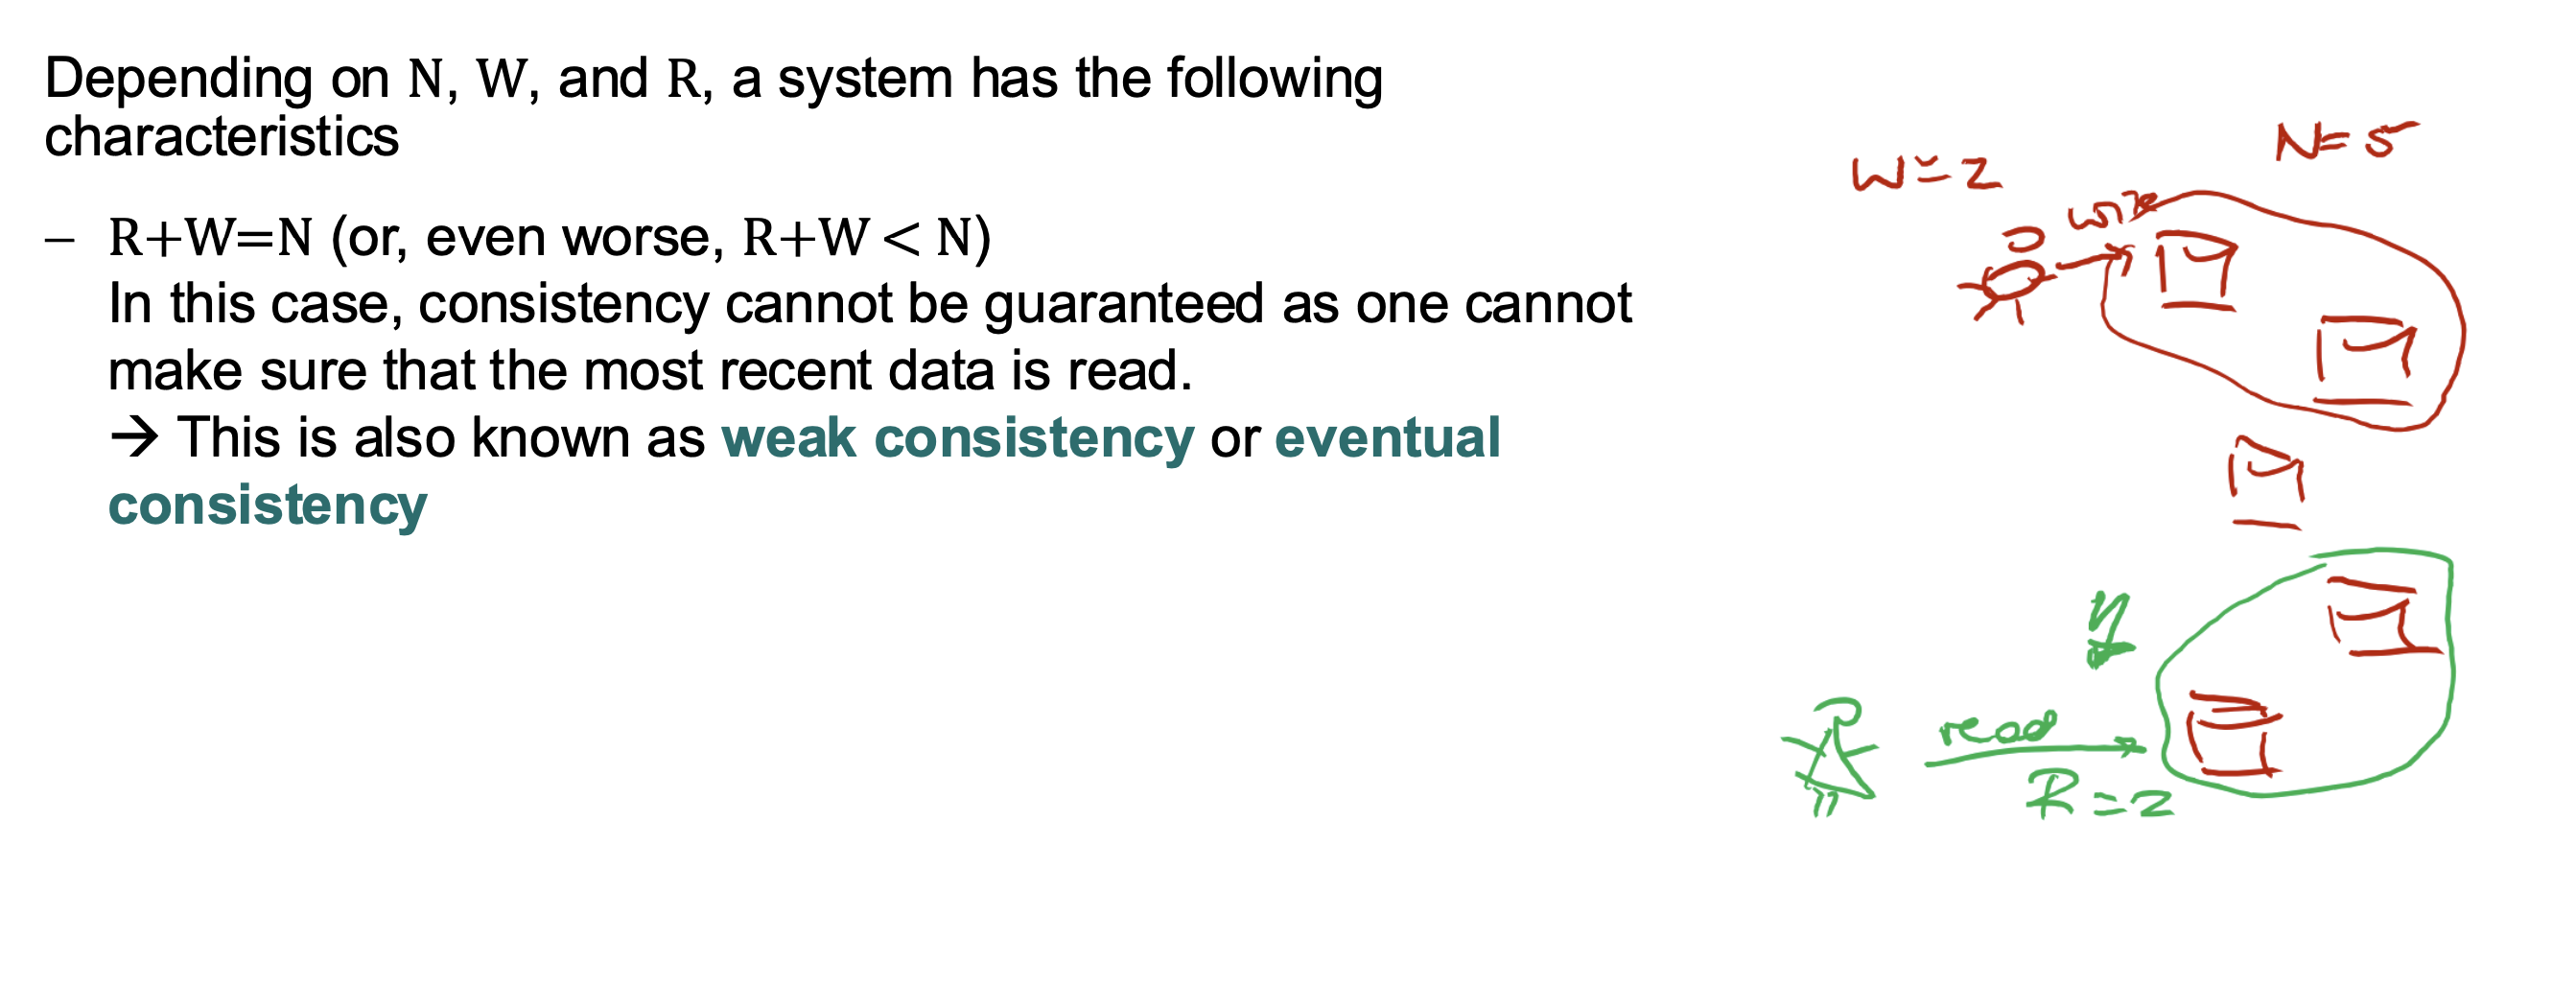 Depending on N, W, and R, a system has the following
characteristics
– R+W=N (or, even worse, R+W < N)
In this case, consistency cannot be guaranteed as one cannot
make sure that the most recent data is read.
→ This is also known as weak consistency or eventual
consistency
N=5
W=2
write
read
R=2